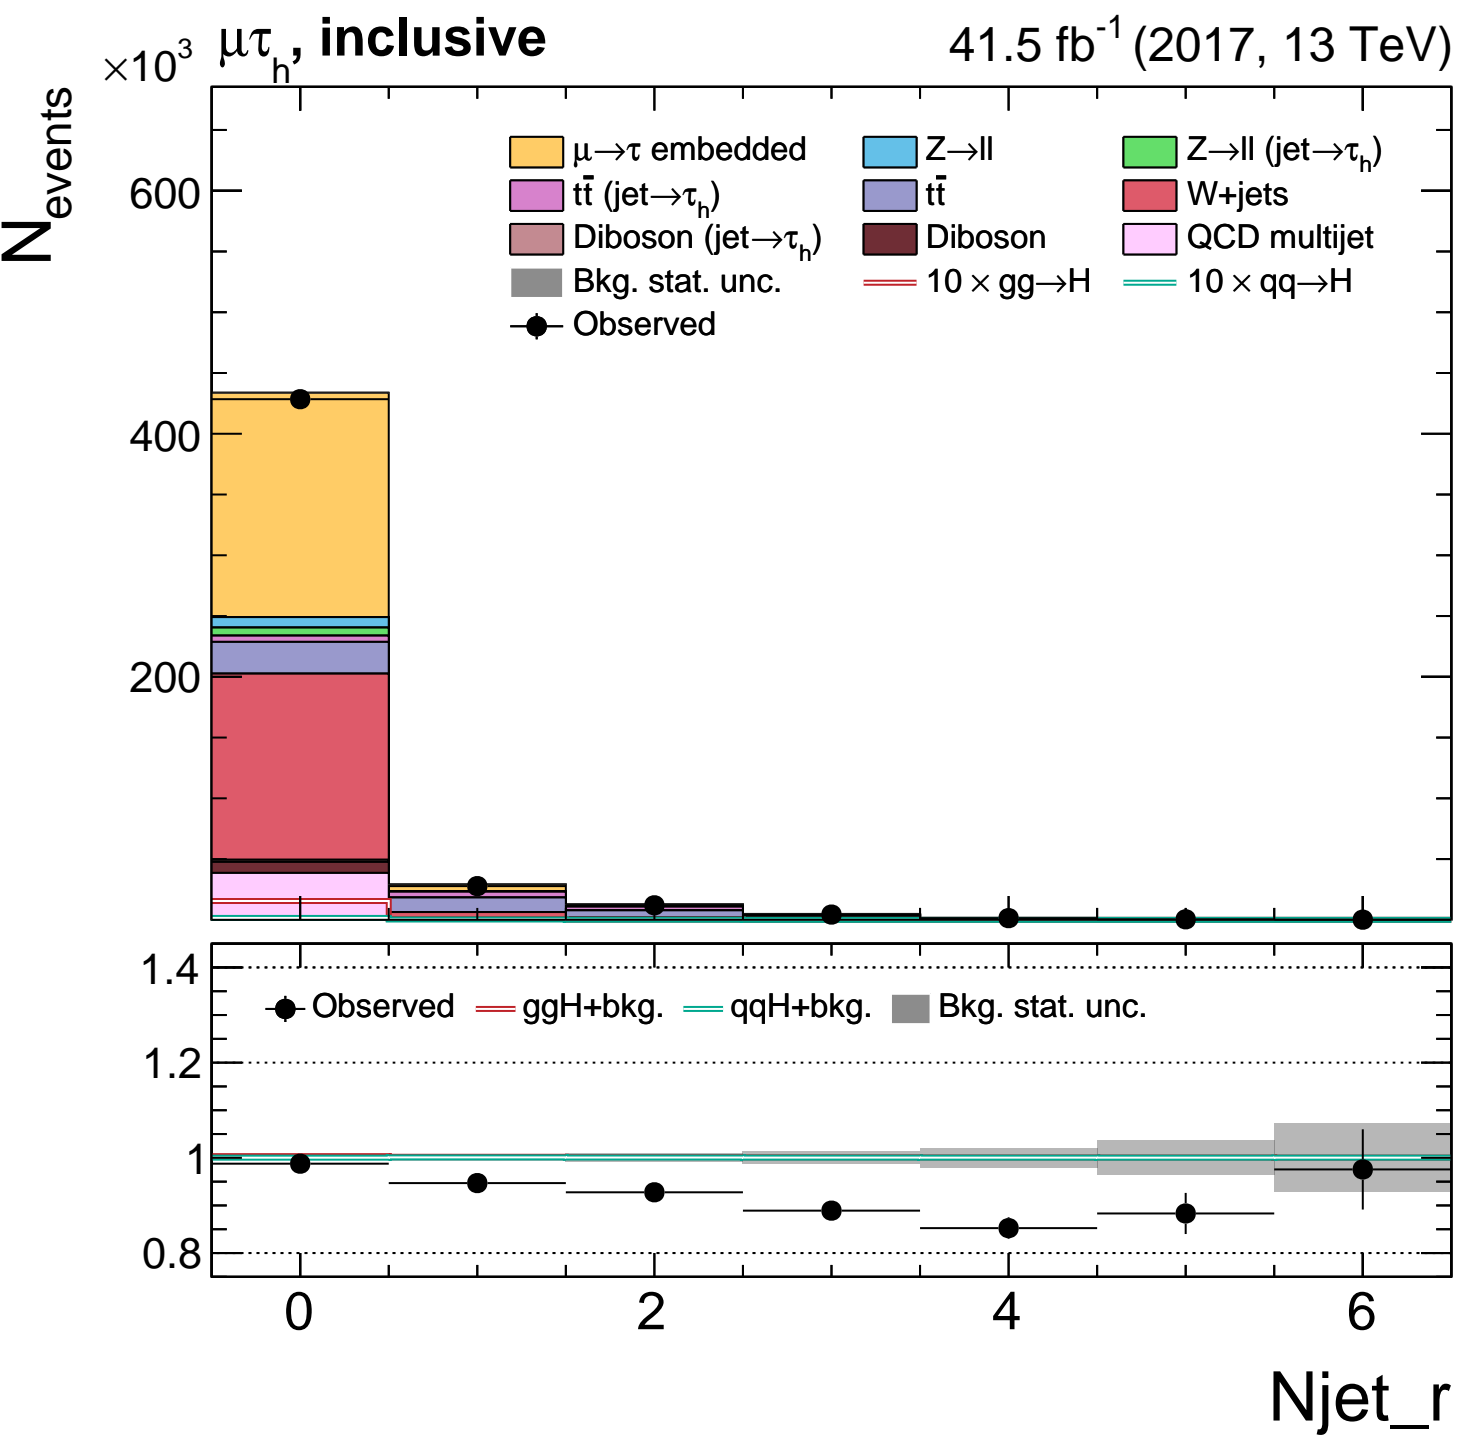 ×10³ μτₕ, inclusive 41.5 fb⁻¹ (2017, 13 TeV)
N_events
μ→τ embedded Z→ll Z→ll (jet→τₕ)
tt̄ (jet→τₕ) tt̄ W+jets
Diboson (jet→τₕ) Diboson QCD multijet
Bkg. stat. unc. 10 × gg→H 10 × qq→H
Observed
600
400
200
1.4
Observed ggH+bkg. qqH+bkg. Bkg. stat. unc.
1.2
1
0.8
0 2 4 6
Njet_r